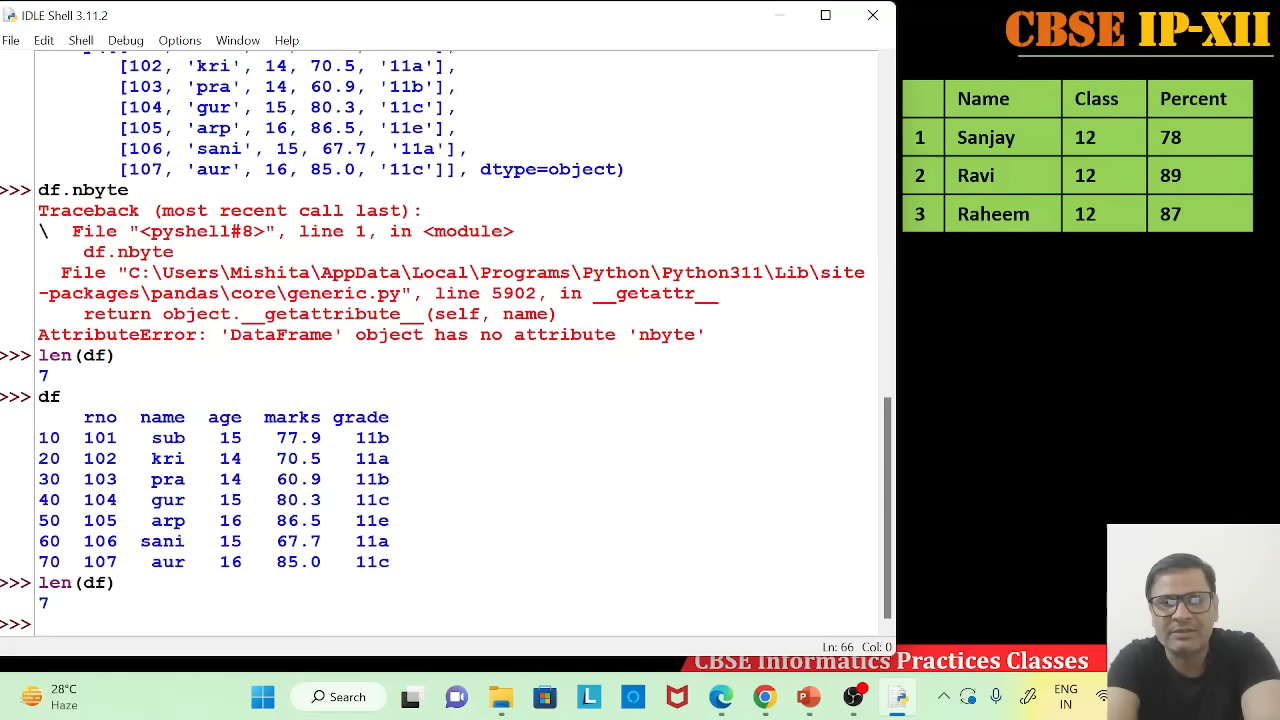 IDLE Shell 3.11.2
File Edit Shell Debug Options Window Help
[102, 'kri', 14, 70.5, '11a'],
[103, 'pra', 14, 60.9, '11b'],
[104, 'gur', 15, 80.3, '11c'],
[105, 'arp', 16, 86.5, '11e'],
[106, 'sani', 15, 67.7, '11a'],
[107, 'aur', 16, 85.0, '11c']], dtype=object)
>>> df.nbyte
Traceback (most recent call last):
\ File "<pyshell#8>", line 1, in <module>
df.nbyte
File "C:\Users\Mishita\AppData\Local\Programs\Python\Python311\Lib\site
-packages\pandas\core\generic.py", line 5902, in __getattr__
return object.__getattribute__(self, name)
AttributeError: 'DataFrame' object has no attribute 'nbyte'
>>> len(df)
7
>>> df
rno name age marks grade
10 101 sub 15 77.9 11b
20 102 kri 14 70.5 11a
30 103 pra 14 60.9 11b
40 104 gur 15 80.3 11c
50 105 arp 16 86.5 11e
60 106 sani 15 67.7 11a
70 107 aur 16 85.0 11c
>>> len(df)
7
>>>
Ln: 66 Col: 0
CBSE IP-XII
Name Class Percent
1 Sanjay 12 78
2 Ravi 12 89
3 Raheem 12 87
CBSE Informatics Practices Classes
28°C
Haze
Search
L
ENG
IN